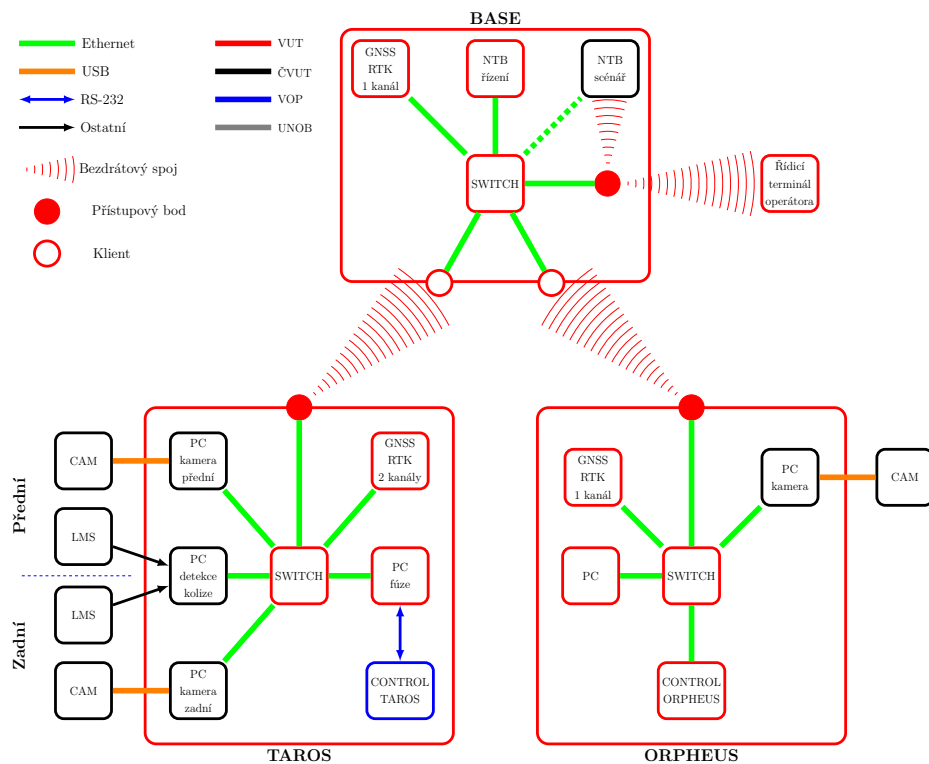 BASE
Ethernet
USB
RS-232
Ostatní
VUT
ČVUT
VOP
UNOB
Bezdrátový spoj
Přístupový bod
Klient
GNSS
RTK
1 kanál
NTB
řízení
NTB
scénář
SWITCH
Řídicí
terminál
operátora
Přední
Zadní
CAM
LMS
LMS
CAM
PC
kamera
přední
PC
detekce
kolize
PC
kamera
zadní
SWITCH
GNSS
RTK
2 kanály
PC
fúze
CONTROL
TAROS
TAROS
GNSS
RTK
1 kanál
PC
SWITCH
PC
kamera
CAM
CONTROL
ORPHEUS
ORPHEUS